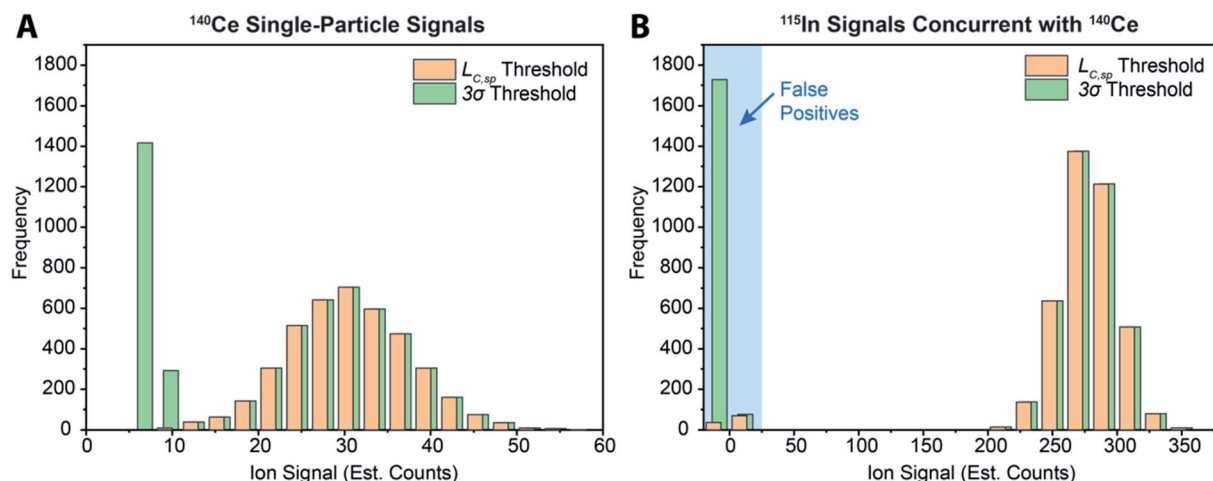 A
¹⁴⁰Ce Single-Particle Signals
1800
1600
1400
1200
1000
800
600
400
200
0
Frequency
L_{C,sp} Threshold
3σ Threshold
0 10 20 30 40 50 60
Ion Signal (Est. Counts)
B
¹¹⁵In Signals Concurrent with ¹⁴⁰Ce
1800
1600
1400
1200
1000
800
600
400
200
0
Frequency
L_{C,sp} Threshold
3σ Threshold
False
Positives
0 50 100 150 200 250 300 350
Ion Signal (Est. Counts)